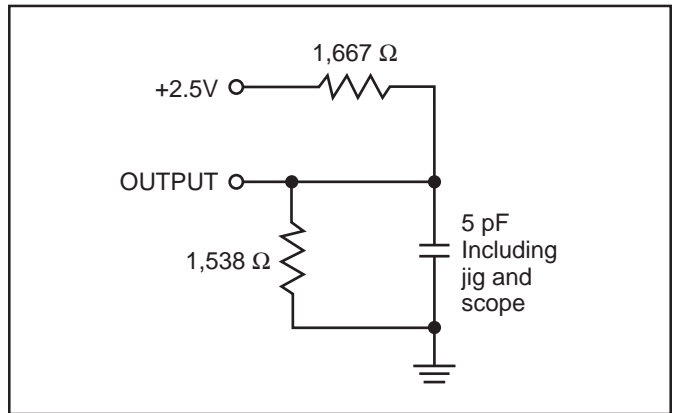 1,667 Ω
+2.5V
OUTPUT
1,538 Ω
5 pF
Including
jig and
scope